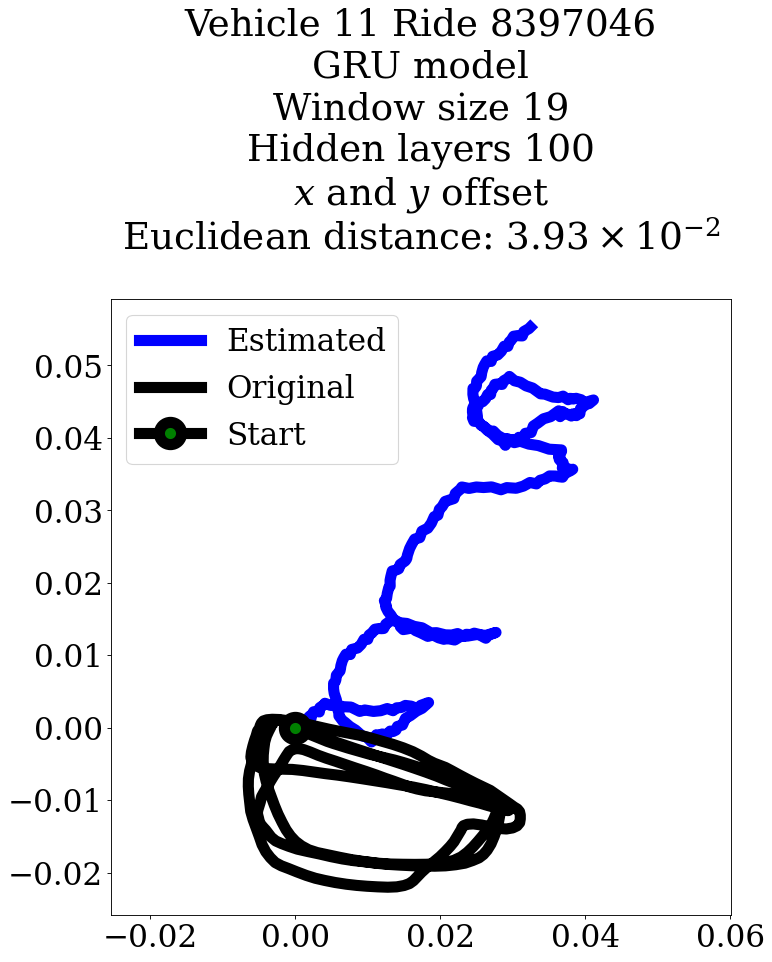 Vehicle 11 Ride 8397046
GRU model
Window size 19
Hidden layers 100
x and y offset
Euclidean distance: 3.93 × 10⁻²
Estimated
Original
Start
0.05
0.04
0.03
0.02
0.01
0.00
−0.01
−0.02
−0.02 0.00 0.02 0.04 0.06